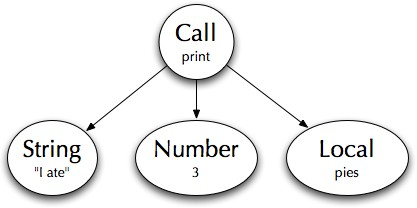 Call
print
String
"I ate"
Number
3
Local
pies